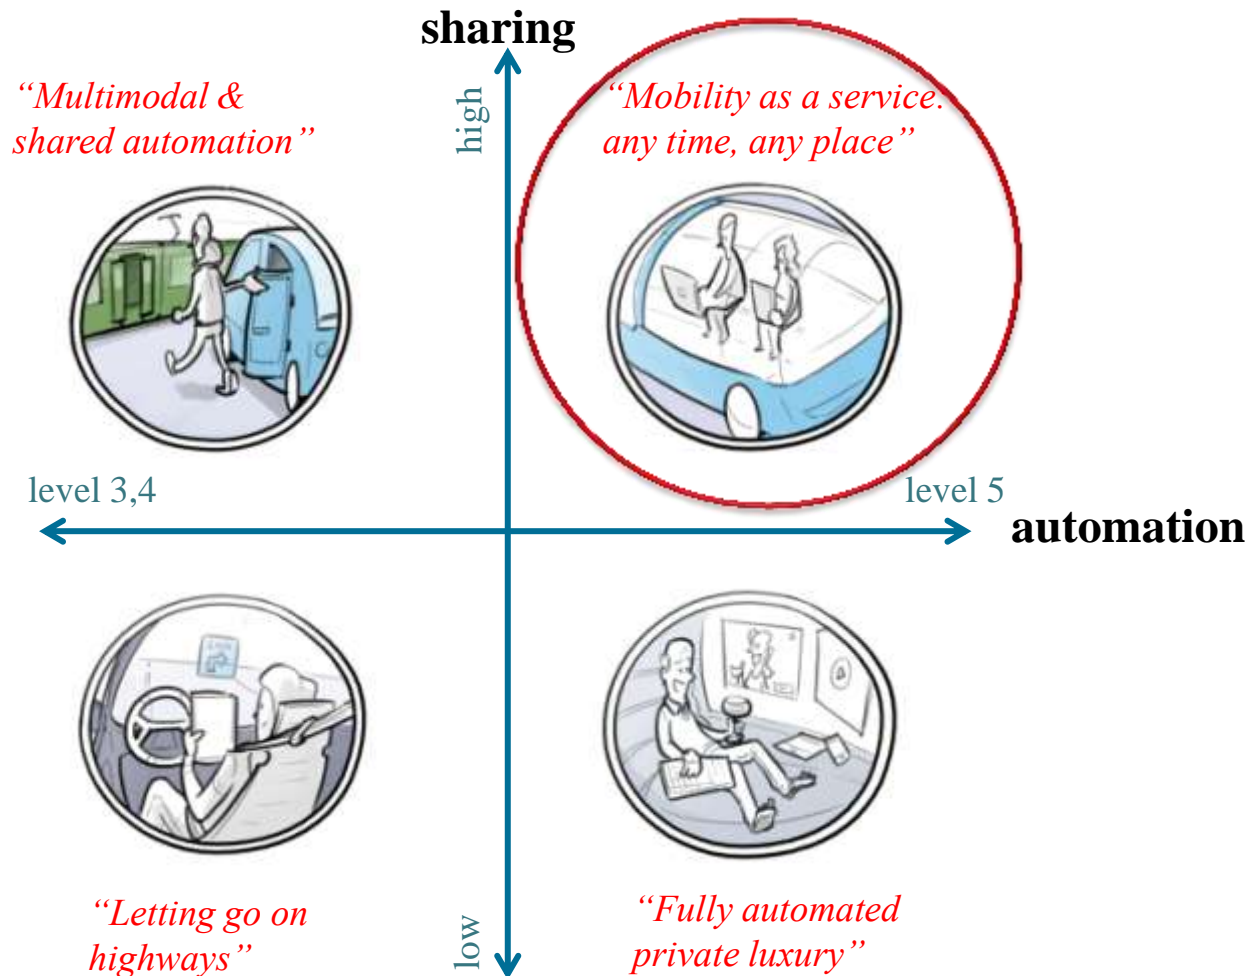 sharing
“Multimodal &
shared automation”
high
“Mobility as a service.
any time, any place”
level 3,4
level 5
automation
“Letting go on
highways”
low
“Fully automated
private luxury”